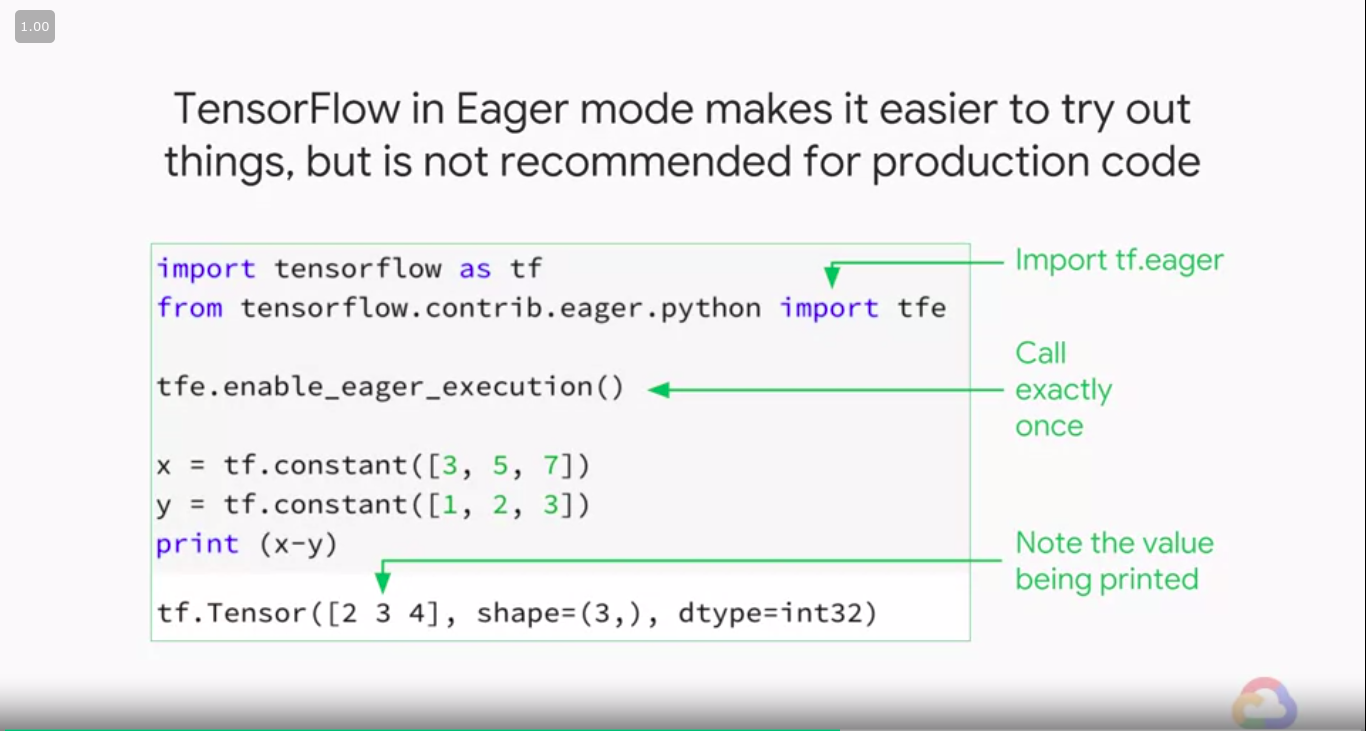 1.00
TensorFlow in Eager mode makes it easier to try out
things, but is not recommended for production code
import tensorflow as tf
from tensorflow.contrib.eager.python import tfe
Import tf.eager
tfe.enable_eager_execution()
Call
exactly
once
x = tf.constant([3, 5, 7])
y = tf.constant([1, 2, 3])
print (x-y)
Note the value
being printed
tf.Tensor([2 3 4], shape=(3,), dtype=int32)